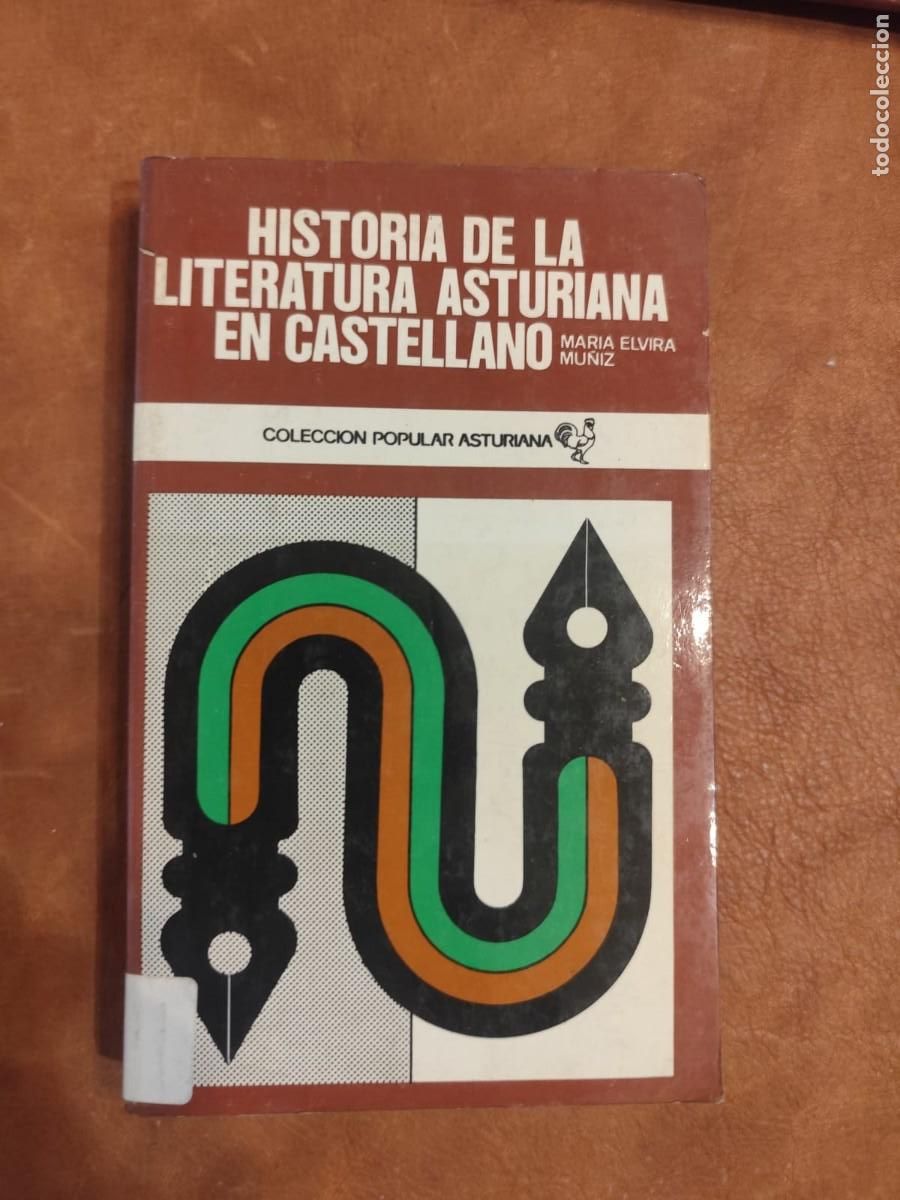 HISTORIA DE LA
LITERATURA ASTURIANA
EN CASTELLANO
MARIA ELVIRA
MUÑIZ
COLECCION POPULAR ASTURIANA
todocoleccion